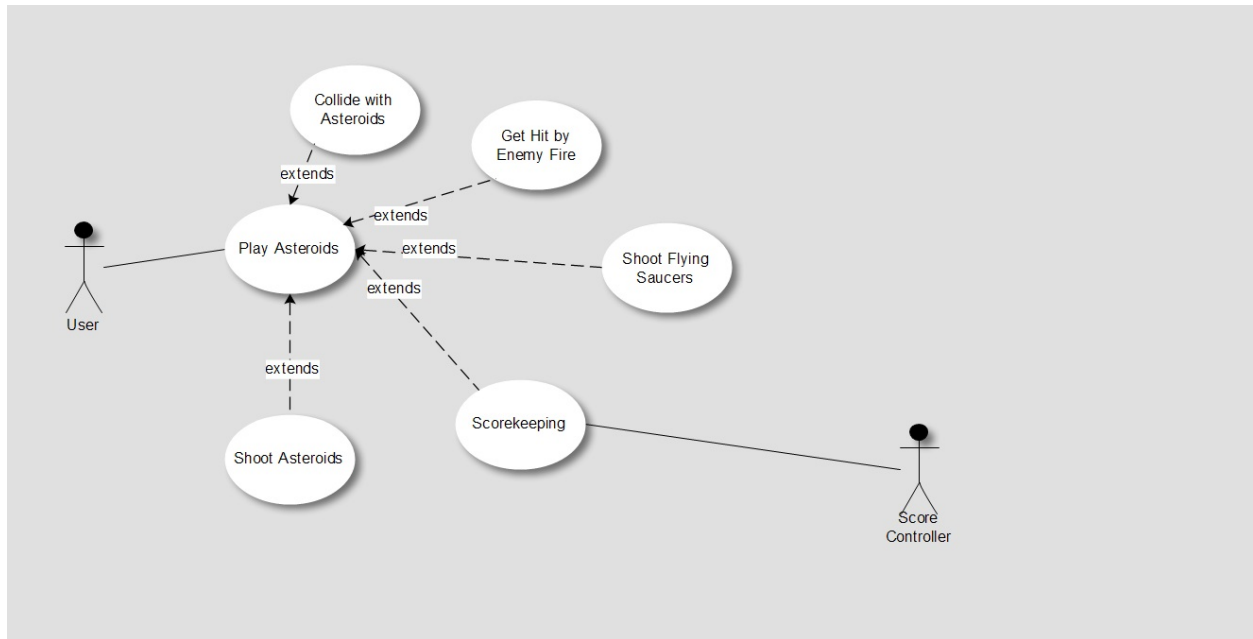 Collide with
Asteroids
Get Hit by
Enemy Fire
extends
extends
Play Asteroids
extends
Shoot Flying
Saucers
extends
User
extends
Scorekeeping
Shoot Asteroids
Score
Controller